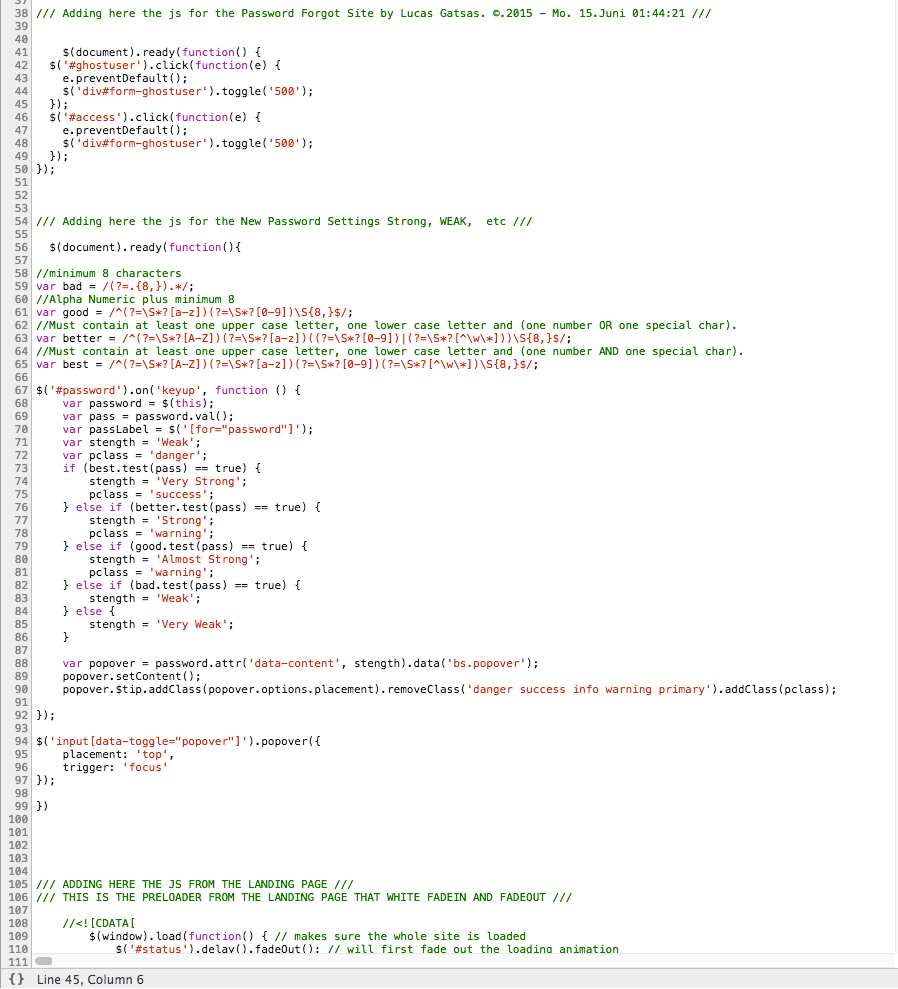 37
38 /// Adding here the js for the Password Forgot Site by Lucas Gatsas. ©.2015 - Mo. 15.Juni 01:44:21 ///
39
40
41     $(document).ready(function() {
42   $('#ghostuser').click(function(e) {
43     e.preventDefault();
44     $('div#form-ghostuser').toggle('500');
45   });
46   $('#access').click(function(e) {
47     e.preventDefault();
48     $('div#form-ghostuser').toggle('500');
49   });
50 });
51
52
53
54 /// Adding here the js for the New Password Settings Strong, WEAK,  etc ///
55
56   $(document).ready(function(){
57
58 //minimum 8 characters
59 var bad = /(?=.{8,}).*/;
60 //Alpha Numeric plus minimum 8
61 var good = /^(?=\S*?[a-z])(?=\S*?[0-9])\S{8,}$/;
62 //Must contain at least one upper case letter, one lower case letter and (one number OR one special char).
63 var better = /^(?=\S*?[A-Z])(?=\S*?[a-z])((?=\S*?[0-9])|(?=\S*?[^\w\*]))\S{8,}$/;
64 //Must contain at least one upper case letter, one lower case letter and (one number AND one special char).
65 var best = /^(?=\S*?[A-Z])(?=\S*?[a-z])(?=\S*?[0-9])(?=\S*?[^\w\*])\S{8,}$/;
66
67 $('#password').on('keyup', function () {
68     var password = $(this);
69     var pass = password.val();
70     var passLabel = $('[for="password"]');
71     var stength = 'Weak';
72     var pclass = 'danger';
73     if (best.test(pass) == true) {
74         stength = 'Very Strong';
75         pclass = 'success';
76     } else if (better.test(pass) == true) {
77         stength = 'Strong';
78         pclass = 'warning';
79     } else if (good.test(pass) == true) {
80         stength = 'Almost Strong';
81         pclass = 'warning';
82     } else if (bad.test(pass) == true) {
83         stength = 'Weak';
84     } else {
85         stength = 'Very Weak';
86     }
87
88     var popover = password.attr('data-content', stength).data('bs.popover');
89     popover.setContent();
90     popover.$tip.addClass(popover.options.placement).removeClass('danger success info warning primary').addClass(pclass);
91
92 });
93
94 $('input[data-toggle="popover"]').popover({
95     placement: 'top',
96     trigger: 'focus'
97 });
98
99 })
100
101
102
103
104
105 /// ADDING HERE THE JS FROM THE LANDING PAGE ///
106 /// THIS IS THE PRELOADER FROM THE LANDING PAGE THAT WHITE FADEIN AND FADEOUT ///
107
108     //<![CDATA[
109         $(window).load(function() { // makes sure the whole site is loaded
110             $('#status').delay().fadeOut(); // will first fade out the loading animation
111
{} Line 45, Column 6